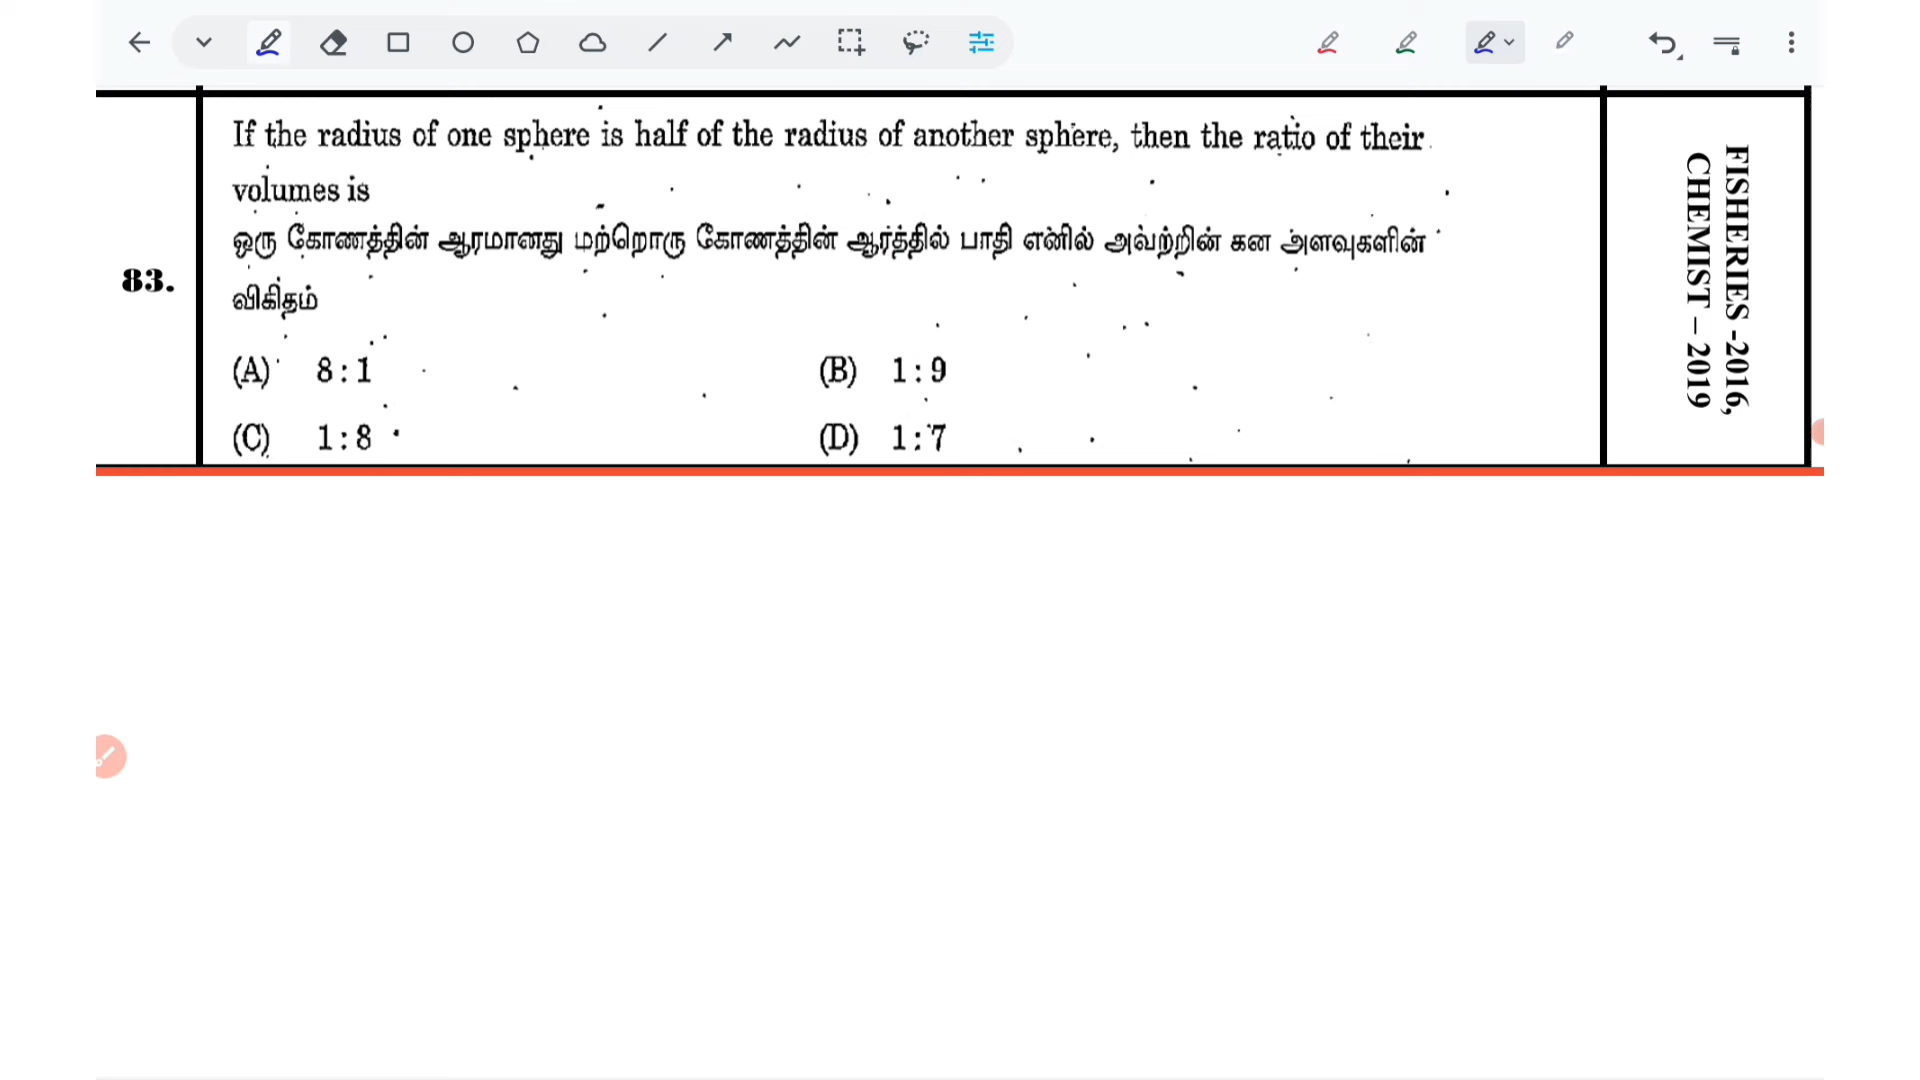 If the radius of one sphere is half of the radius of another sphere, then the ratio of their
volumes is
ஒரு கோணத்தின் ஆரமானது மற்றொரு கோணத்தின் ஆரத்தில் பாதி எனில் அவற்றின் கன அளவுகளின்
விகிதம்
83.
(A) 8 : 1 (B) 1 : 9
(C) 1 : 8 (D) 1 : 7
FISHERIES -2016,
CHEMIST – 2019